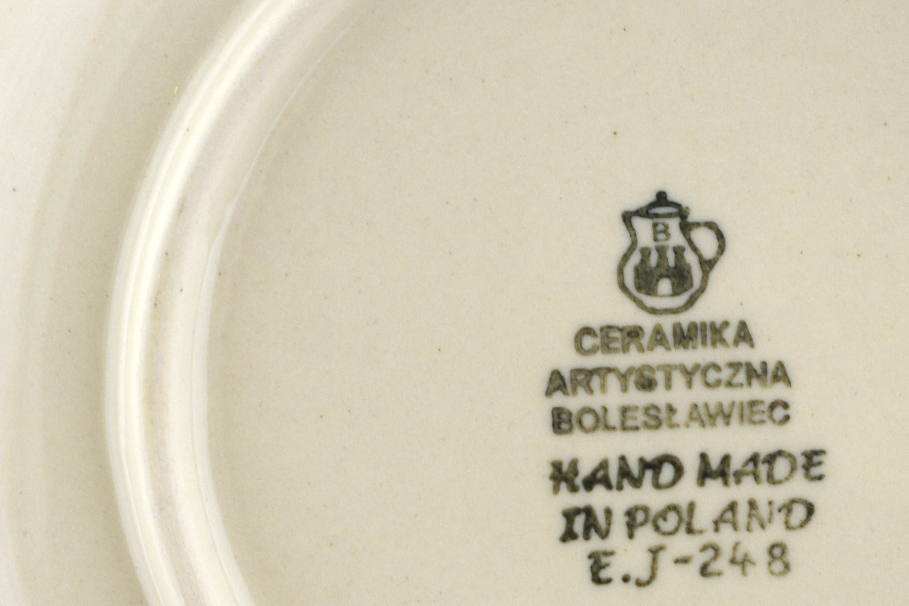 B
CERAMIKA
ARTYSTYCZNA
BOLESŁAWIEC
HAND MADE
IN POLAND
E.J-248